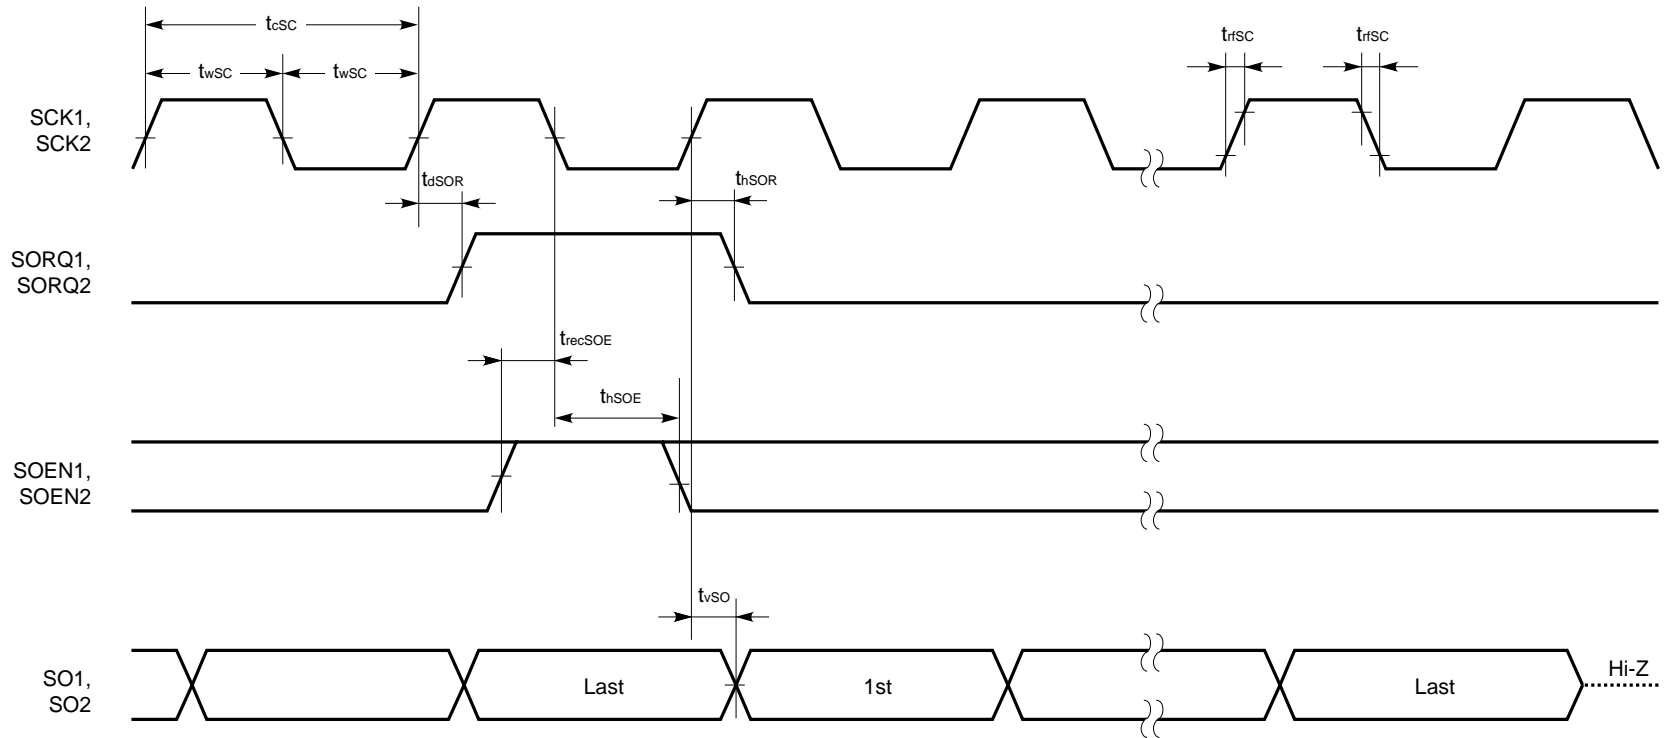 tcSC
twSC twSC
trfSC trfSC
SCK1,
SCK2
tdSOR thSOR
SORQ1,
SORQ2
trecSOE
thSOE
SOEN1,
SOEN2
tvSO
SO1,
SO2
Last 1st Last Hi-Z